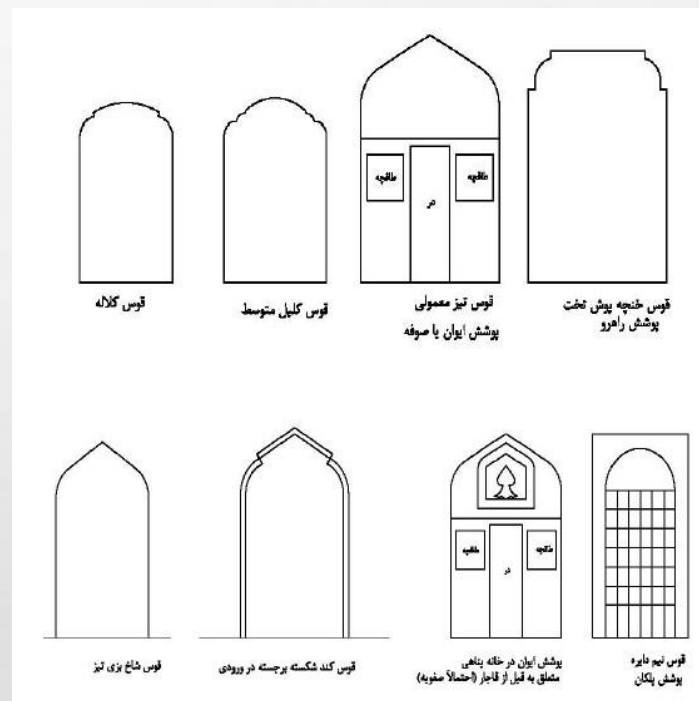 طاقچه
در
طاقچه
قوس خنچه پوش تخت
پوشش راهرو
قوس تیز معمولی
پوشش ایوان یا صوفه
قوس کلیل متوسط
قوس کلاله
طاقچه
در
طاقچه
قوس نیم دایره
پوشش پلکان
پوشش ایوان در خانه پناهی
متعلق به قبل از قاجار (احتمالاً صفویه)
قوس کند شکسته برجسته در ورودی
قوس شاخ بزی تیز